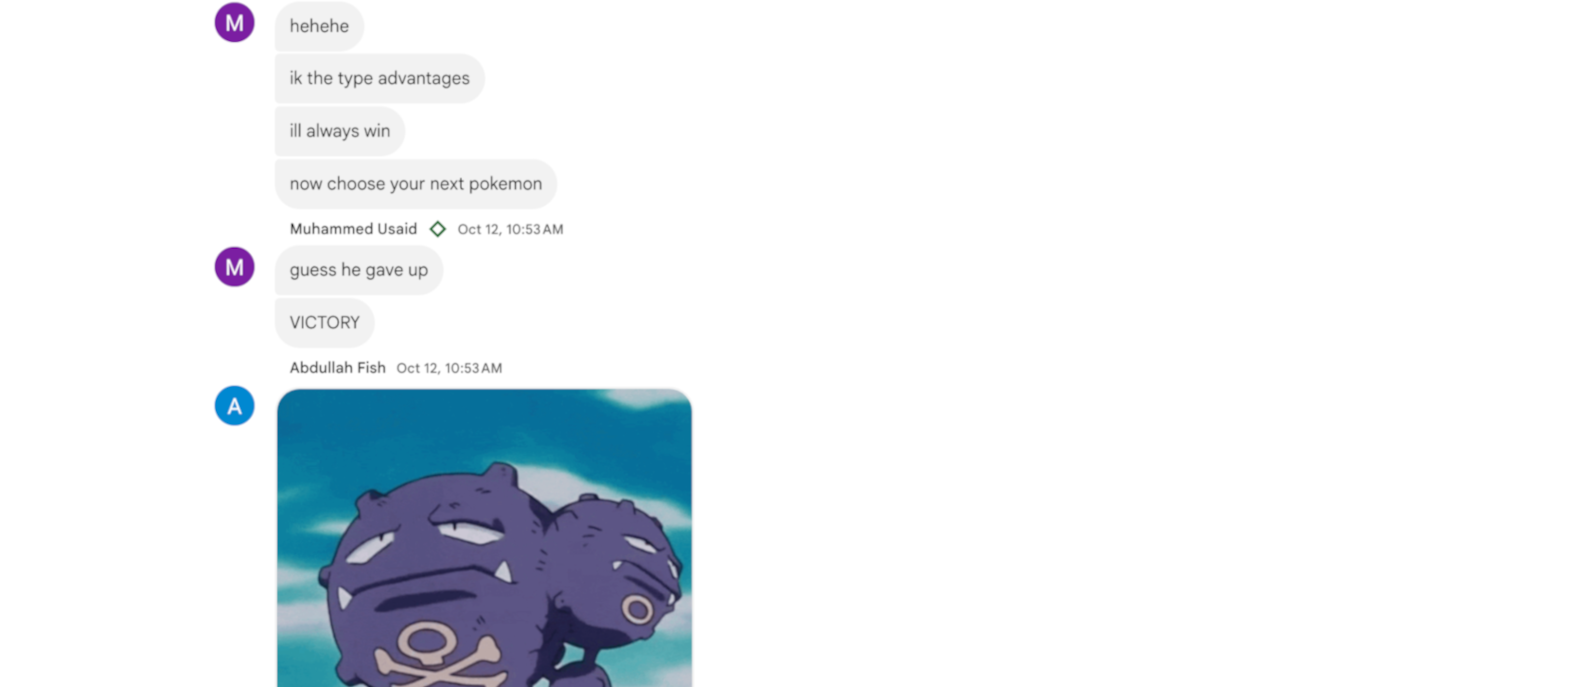 M
hehehe
ik the type advantages
ill always win
now choose your next pokemon
Muhammed Usaid Oct 12, 10:53 AM
M
guess he gave up
VICTORY
Abdullah Fish Oct 12, 10:53 AM
A